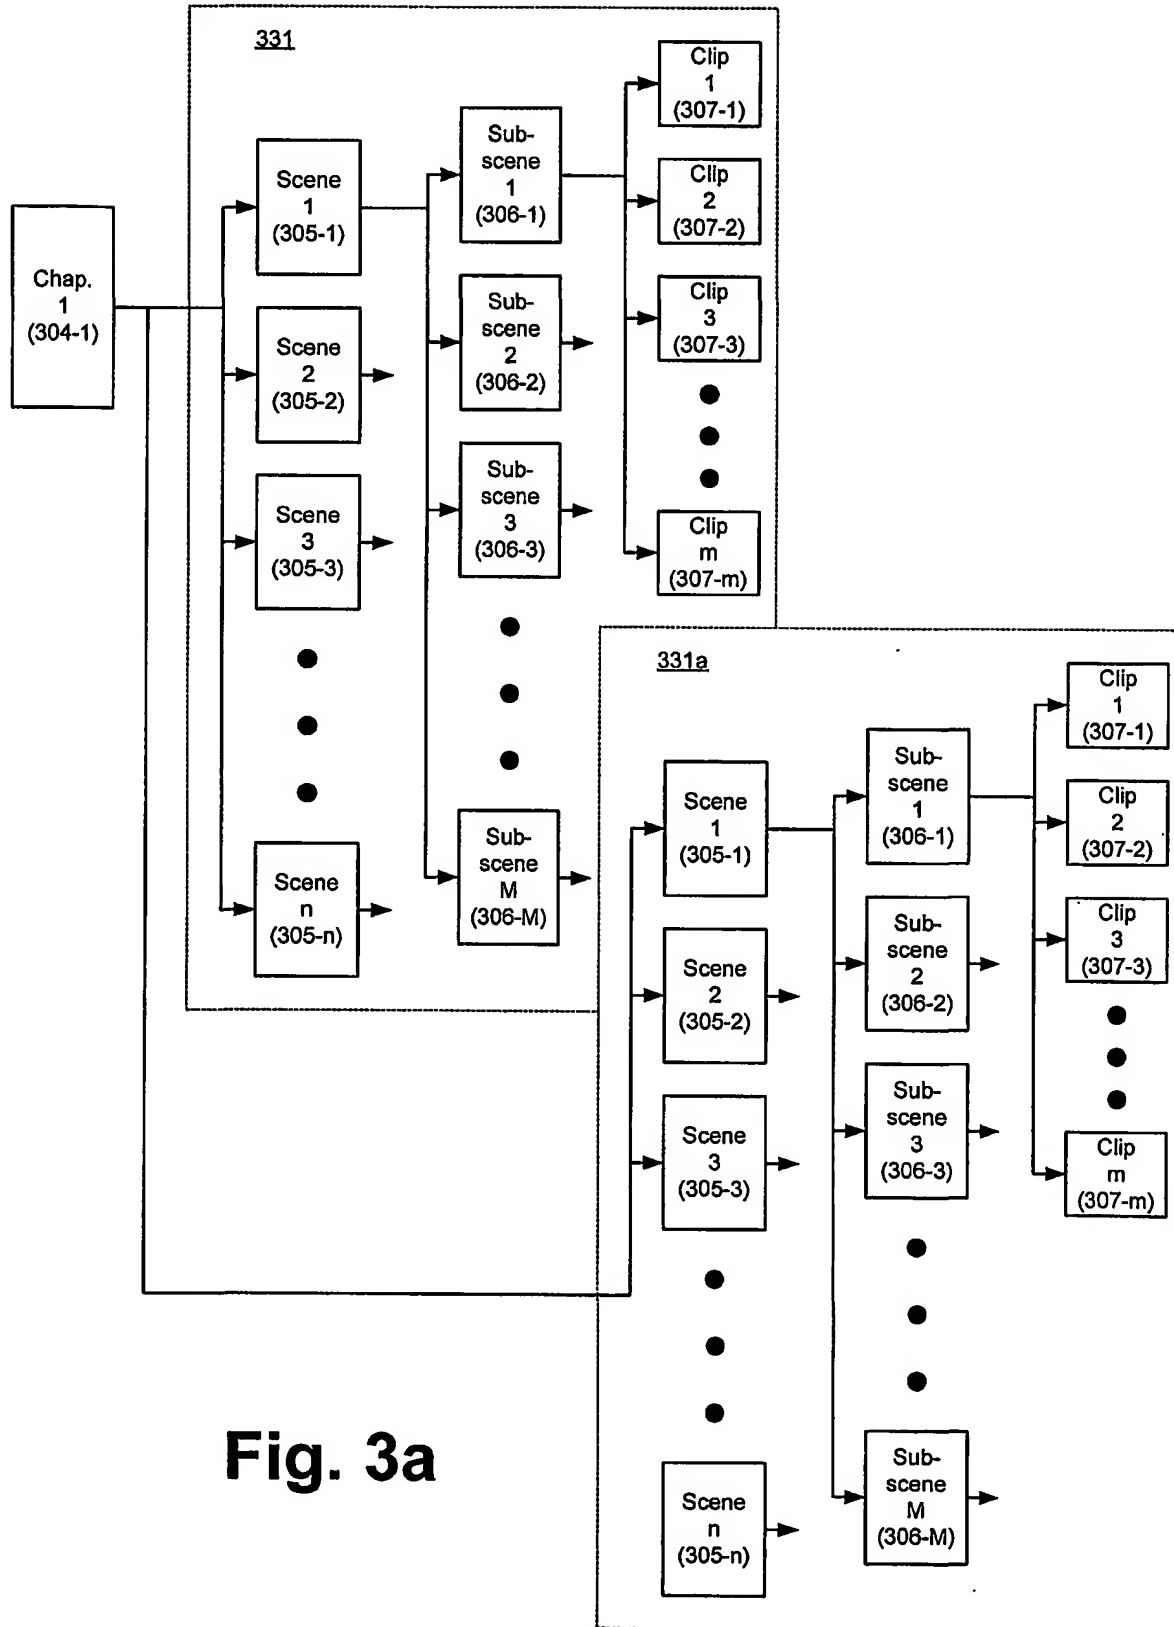 331
Chap.
1
(304-1)
Scene
1
(305-1)
Scene
2
(305-2)
Scene
3
(305-3)
Scene
n
(305-n)
Sub-
scene
1
(306-1)
Sub-
scene
2
(306-2)
Sub-
scene
3
(306-3)
Sub-
scene
M
(306-M)
Clip
1
(307-1)
Clip
2
(307-2)
Clip
3
(307-3)
Clip
m
(307-m)
331a
Scene
1
(305-1)
Scene
2
(305-2)
Scene
3
(305-3)
Scene
n
(305-n)
Sub-
scene
1
(306-1)
Sub-
scene
2
(306-2)
Sub-
scene
3
(306-3)
Sub-
scene
M
(306-M)
Clip
1
(307-1)
Clip
2
(307-2)
Clip
3
(307-3)
Clip
m
(307-m)
Fig. 3a